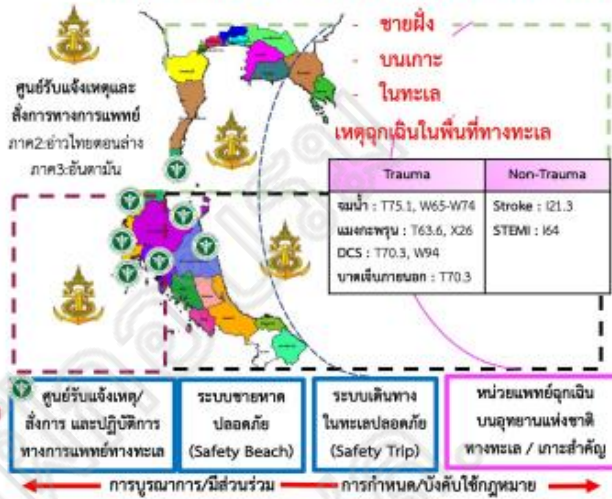 ศูนย์รับแจ้งเหตุและ
สั่งการทางการแพทย์
ภาค2:อ่าวไทยตอนล่าง
ภาค3:อันดามัน
- ชายฝั่ง
- บนเกาะ
- ในทะเล
เหตุฉุกเฉินในพื้นที่ทางทะเล
Trauma
Non-Trauma
จมน้ำ : T75.1, W65-W74
แมงกะพรุน : T63.6, X26
DCS : T70.3, W94
บาดเจ็บภายนอก : T70.3
Stroke : I21.3
STEMI : I64
ศูนย์รับแจ้งเหตุ/
สั่งการ และปฏิบัติการ
ทางการแพทย์ทางทะเล
ระบบชายหาด
ปลอดภัย
(Safety Beach)
ระบบเดินทาง
ในทะเลปลอดภัย
(Safety Trip)
หน่วยแพทย์ฉุกเฉิน
บนอุทยานแห่งชาติ
ทางทะเล / เกาะสำคัญ
การบูรณาการ/มีส่วนร่วม
การกำหนด/บังคับใช้กฎหมาย